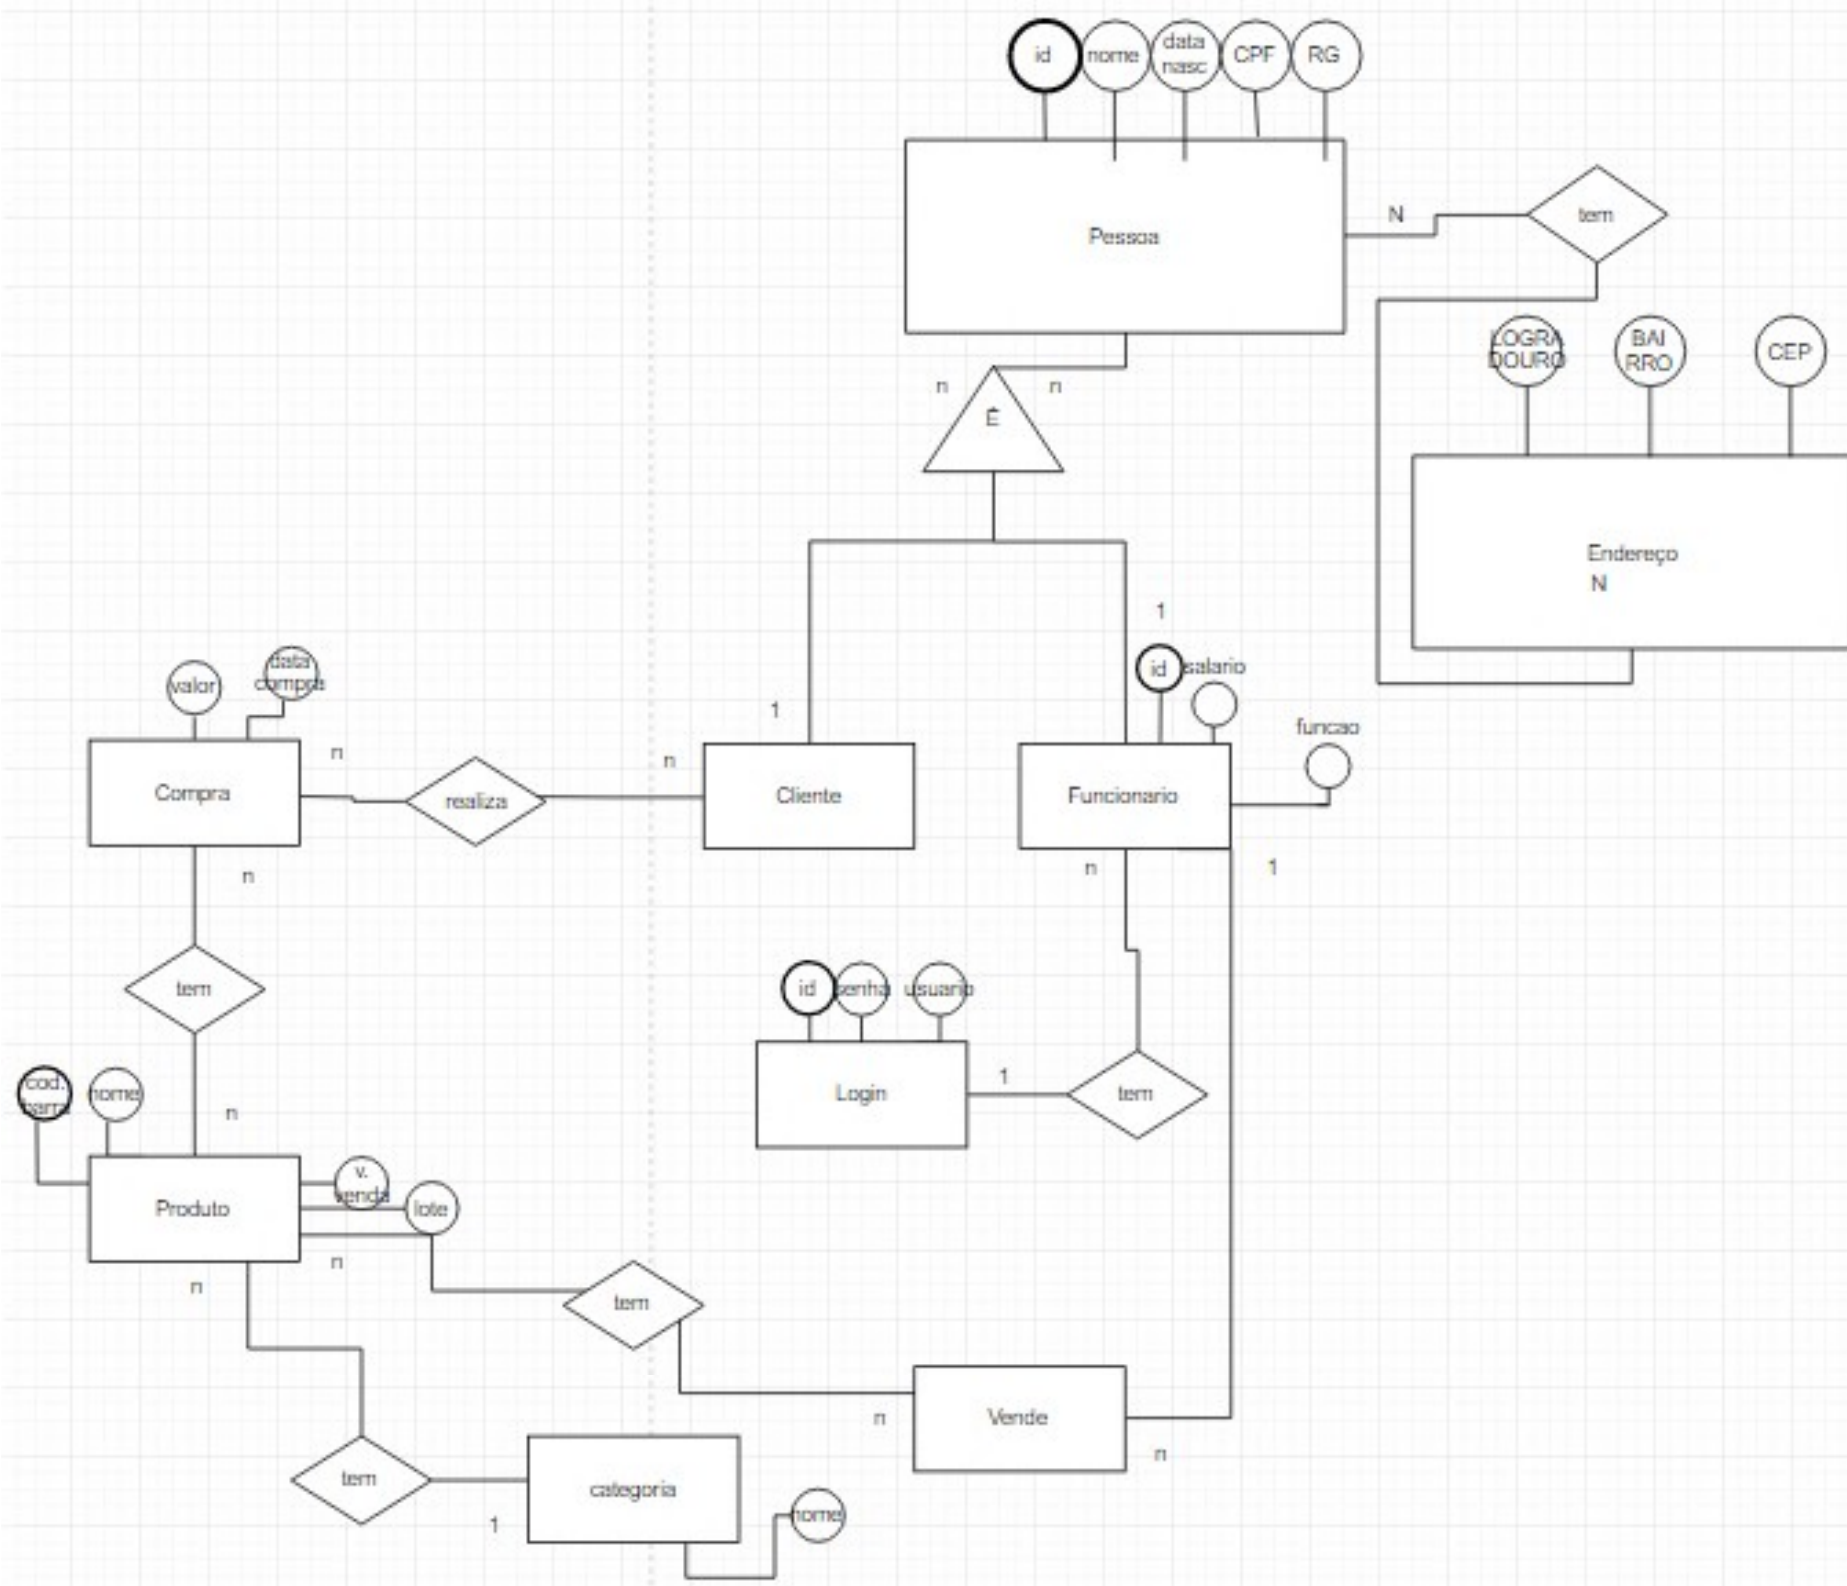 id
nome
data
nasc
CPF
RG
Pessoa
N
tem
LOGRA
DOURO
BAI
RRO
CEP
n
n
É
Endereço
N
1
id
salario
data
compra
valor
1
funcao
n
n
Compra
realiza
Cliente
Funcionario
n
n
1
tem
id
senha
usuario
1
Login
tem
cod.
barra
nome
n
v.
venda
Produto
lote
n
n
tem
n
Vende
n
tem
categoria
1
nome